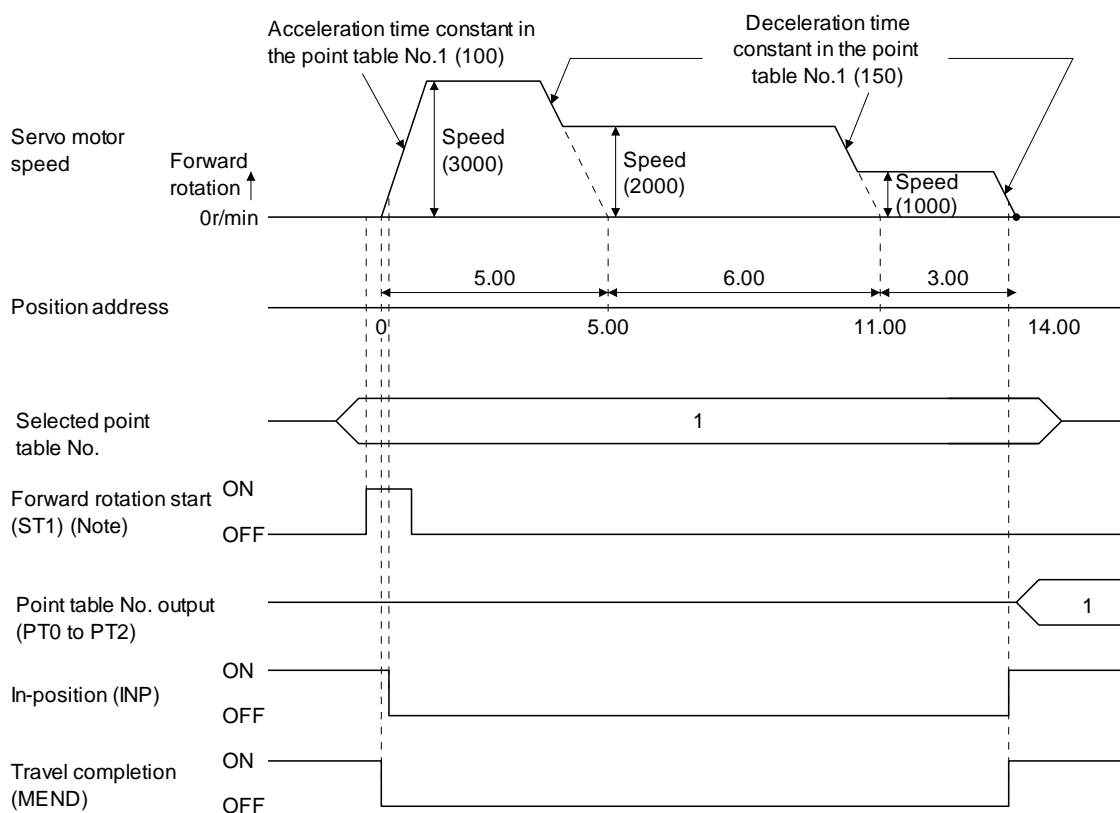 Acceleration time constant in
the point table No.1 (100)
Deceleration time
constant in the point
table No.1 (150)
Servo motor
speed
Forward
rotation
0r/min
Speed
(3000)
Speed
(2000)
Speed
(1000)
5.00
6.00
3.00
Position address
0
5.00
11.00
14.00
Selected point
table No.
1
Forward rotation start
(ST1) (Note)
ON
OFF
Point table No. output
(PT0 to PT2)
1
In-position (INP)
ON
OFF
Travel completion
(MEND)
ON
OFF